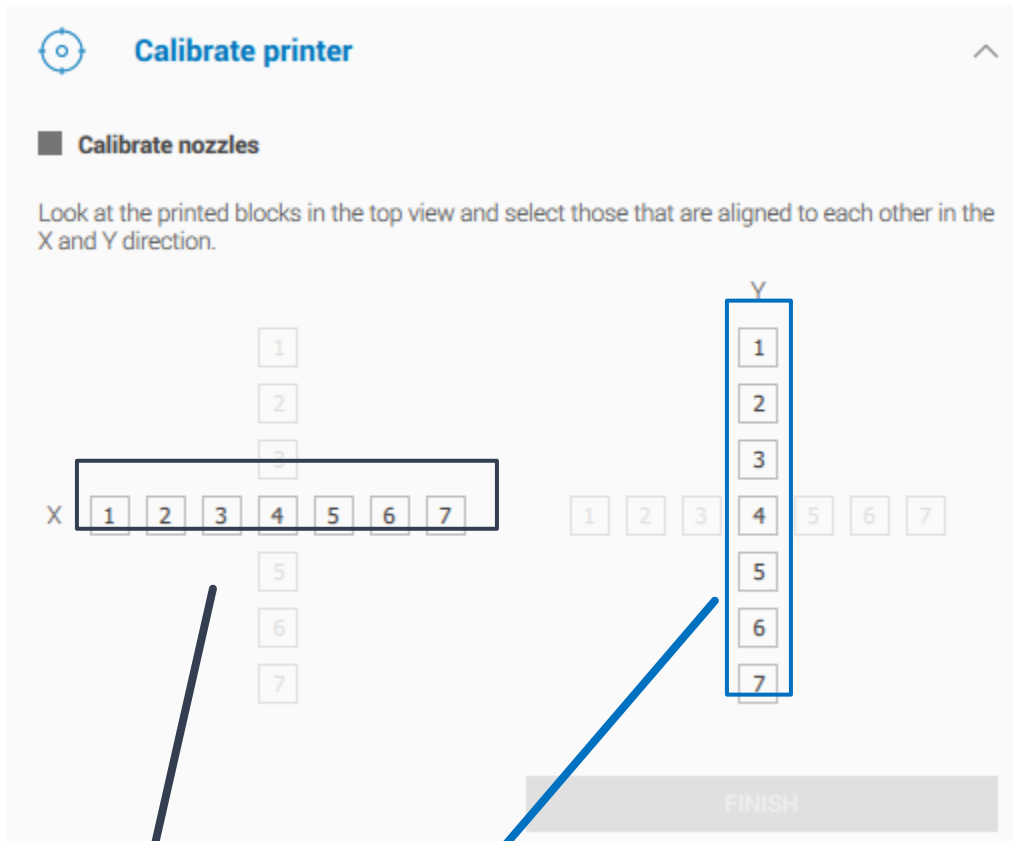 Calibrate printer
Calibrate nozzles
Look at the printed blocks in the top view and select those that are aligned to each other in the
X and Y direction.
Y
1 1
2 2
3 3
X 1 2 3 4 5 6 7 1 2 3 4 5 6 7
5 5
6 6
7 7
FINISH